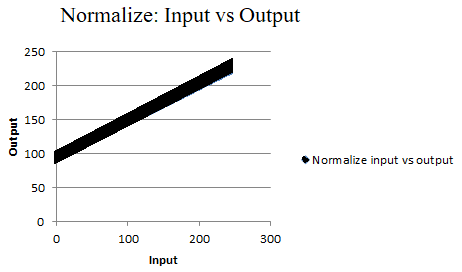 Normalize: Input vs Output
250
200
150
100
50
0
Output
0 100 200 300
Input
Normalize input vs output